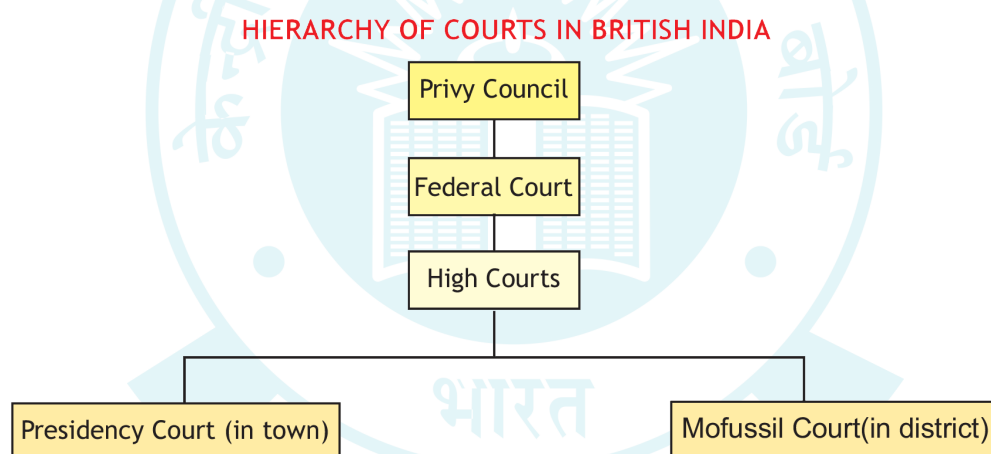 HIERARCHY OF COURTS IN BRITISH INDIA
Privy Council
Federal Court
High Courts
Presidency Court (in town)
Mofussil Court(in district)
केन्द्री
बोर्ड
भारत